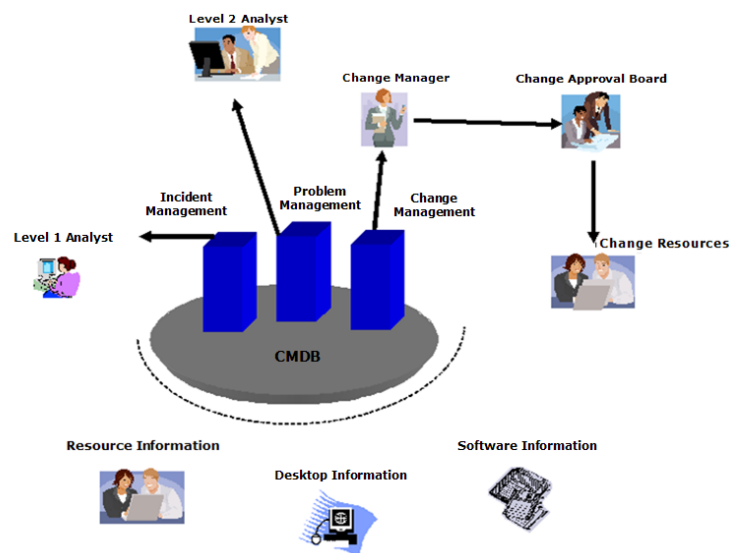 Level 2 Analyst
Change Manager
Change Approval Board
Incident
Management
Problem
Management
Change
Management
Level 1 Analyst
Change Resources
CMDB
Resource Information
Desktop Information
Software Information